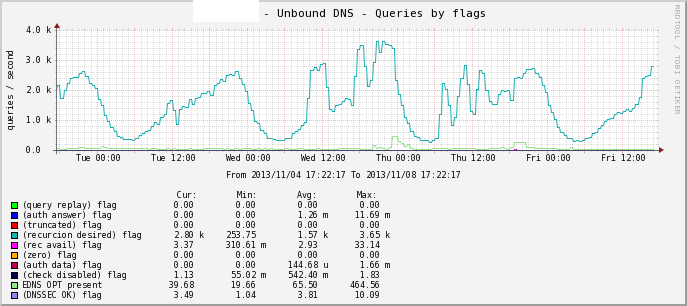 - Unbound DNS - Queries by flags
RRDTOOL / TOBI OETIKER
queries / second
4.0 k
3.0 k
2.0 k
1.0 k
0.0
Tue 00:00 Tue 12:00 Wed 00:00 Wed 12:00 Thu 00:00 Thu 12:00 Fri 00:00 Fri 12:00
From 2013/11/04 17:22:17 To 2013/11/08 17:22:17
Cur: Min: Avg: Max:
(query replay) flag 0.00 0.00 0.00 0.00
(auth answer) flag 0.00 0.00 1.26 m 11.69 m
(truncated) flag 0.00 0.00 0.00 0.00
(recurcion desired) flag 2.80 k 253.75 1.57 k 3.65 k
(rec avail) flag 3.37 310.61 m 2.93 33.14
(zero) flag 0.00 0.00 0.00 0.00
(auth data) flag 0.00 0.00 144.68 u 1.66 m
(check disabled) flag 1.13 55.02 m 542.40 m 1.83
EDNS OPT present 39.68 19.66 65.50 464.56
(DNSSEC OK) flag 3.49 1.04 3.81 10.09